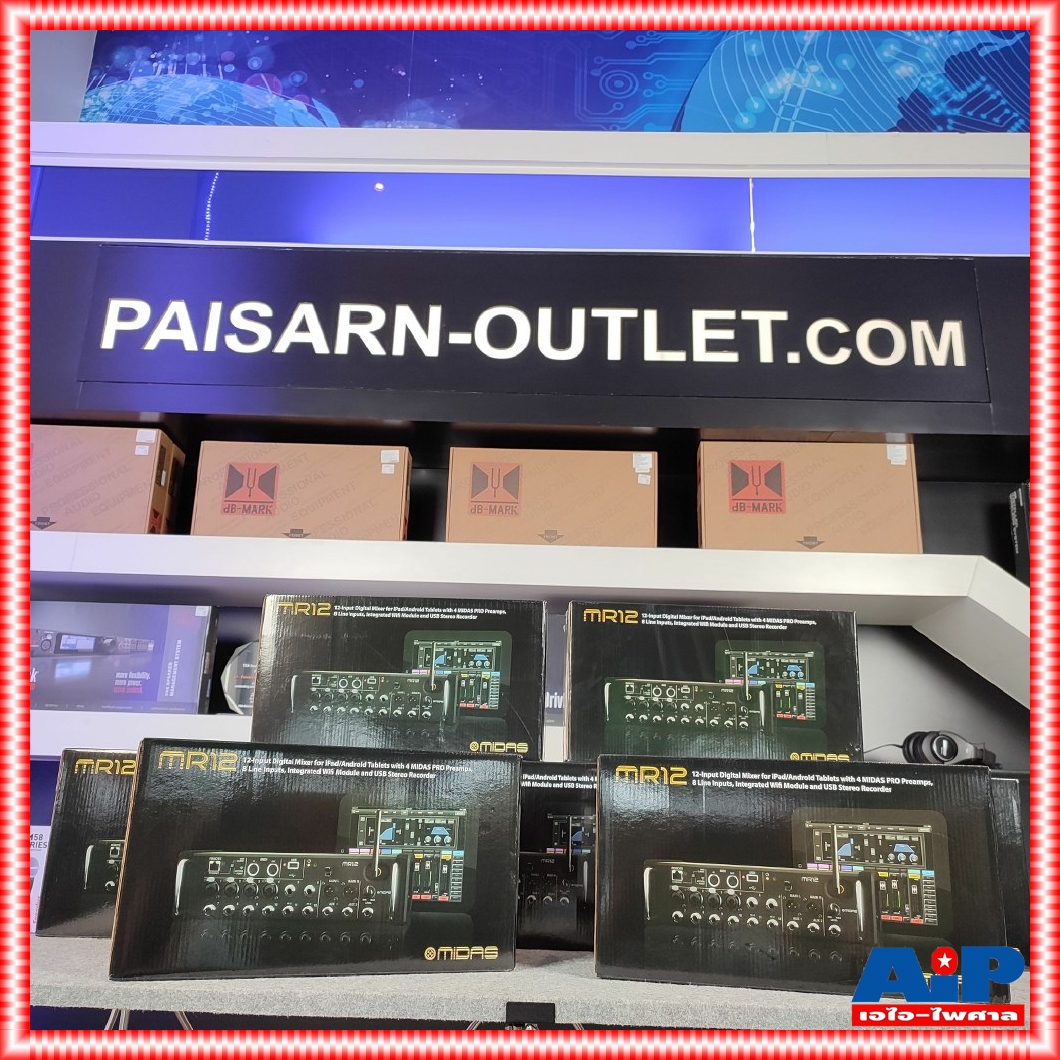 PAISARN-OUTLET.COM
dB-MARK
dB-MARK
dB-MARK
more flexibility.
more power.
MR12 12-Input Digital Mixer for iPad/Android Tablets with 4 MIDAS PRO Preamps,
8 Line Inputs, Integrated Wifi Module and USB Stereo Recorder
MIDAS
MR12 12-Input Digital Mixer for iPad/Android Tablets with 4 MIDAS PRO Preamps,
8 Line Inputs, Integrated Wifi Module and USB Stereo Recorder
MIDAS
MR12
MR12 12-Input Digital Mixer for iPad/Android Tablets with 4 MIDAS PRO Preamps,
8 Line Inputs, Integrated Wifi Module and USB Stereo Recorder
MR12
MIDAS
MR12 12-Input Digital Mixer for iPad/Android Tablets with 4 MIDAS PRO Preamps,
8 Line Inputs, Integrated Wifi Module and USB Stereo Recorder
MR12
AiP
เอไอ-ไพศาล